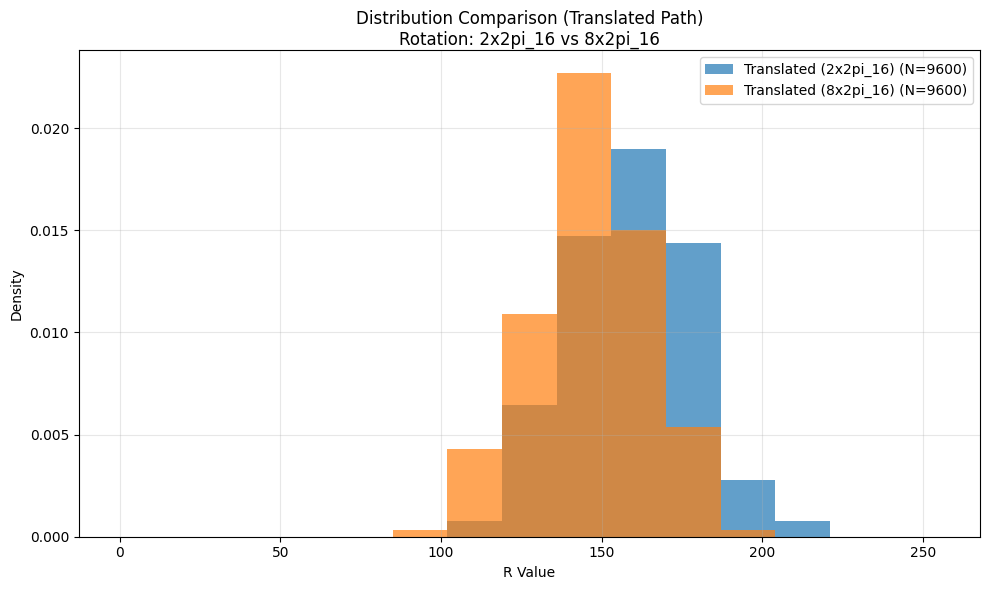 Distribution Comparison (Translated Path)
Rotation: 2x2pi_16 vs 8x2pi_16
Translated (2x2pi_16) (N=9600)
Translated (8x2pi_16) (N=9600)
0.020
0.015
0.010
0.005
0.000
Density
0 50 100 150 200 250
R Value